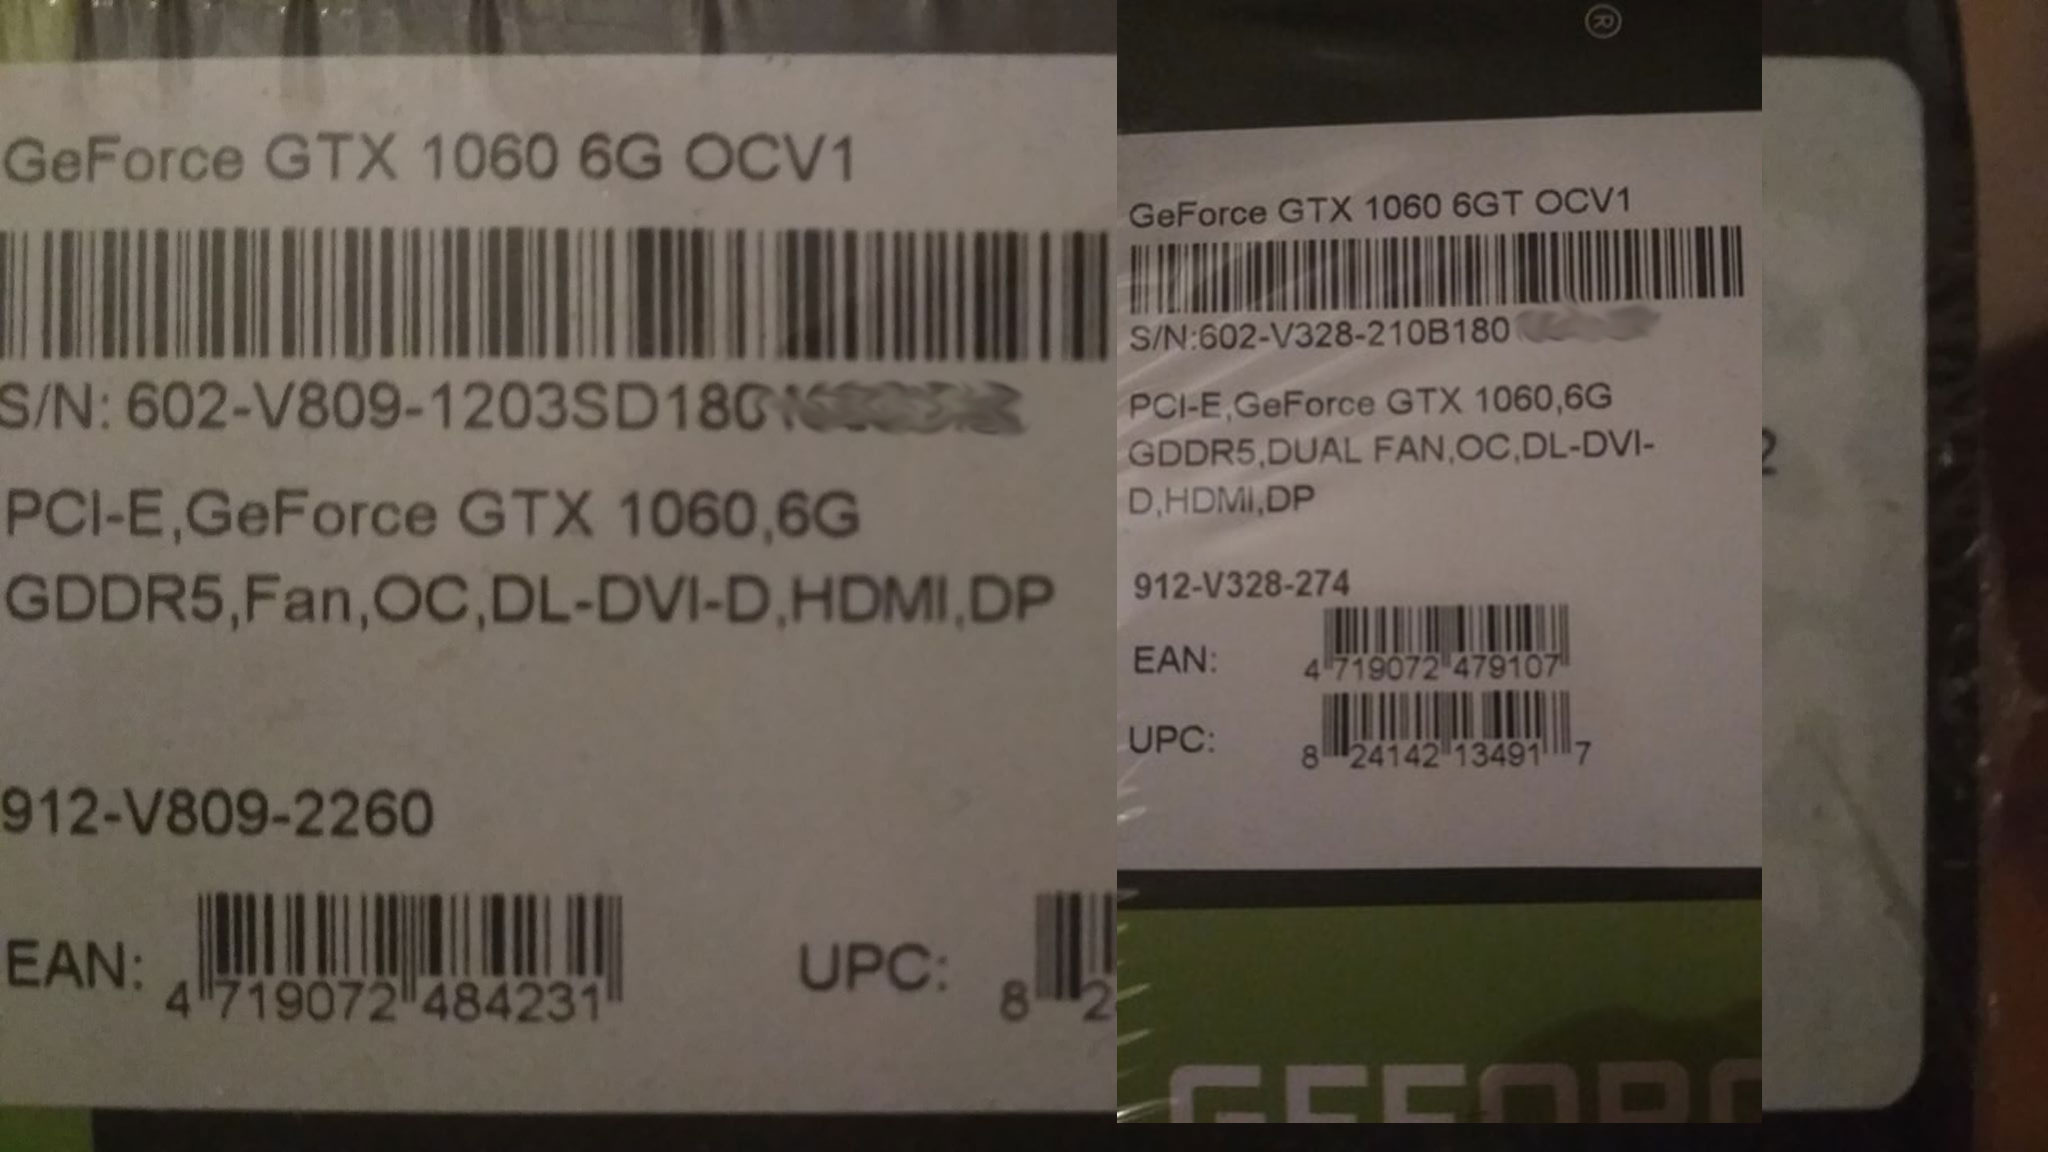 GeForce GTX 1060 6G OCV1
S/N: 602-V809-1203SD180
PCI-E,GeForce GTX 1060,6G
GDDR5,Fan,OC,DL-DVI-D,HDMI,DP
912-V809-2260
EAN:
4 719072 484231
UPC:
8 2
®
GeForce GTX 1060 6GT OCV1
S/N:602-V328-210B180
PCI-E,GeForce GTX 1060,6G
GDDR5,DUAL FAN,OC,DL-DVI-
D,HDMI,DP
912-V328-274
EAN:
4 719072 479107
UPC:
8 24142 13491 7
GEFORC
2